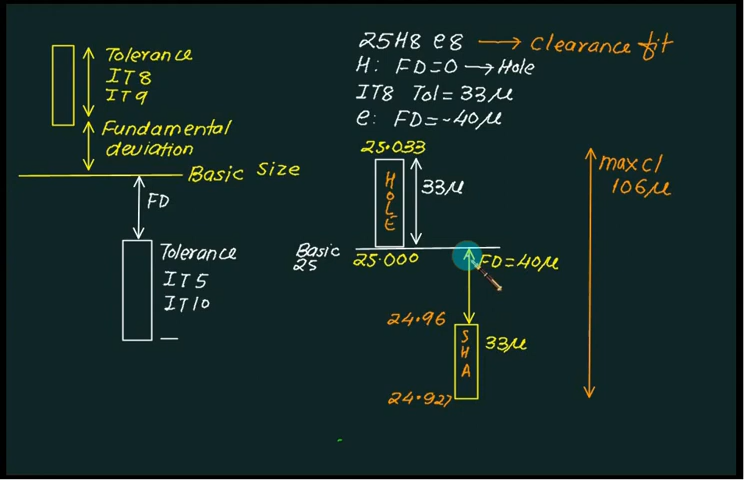 Tolerance
IT8
IT9
Fundamental
deviation
Basic Size
FD
Tolerance
IT5
IT10
25H8 e8 → Clearance fit
H: FD=0 → Hole
IT8 Tol = 33μ
e: FD=-40μ
25.033
HOLE
33μ
Basic
25
25.000
FD=40μ
24.96
SHA
33μ
24.927
max cl
106μ